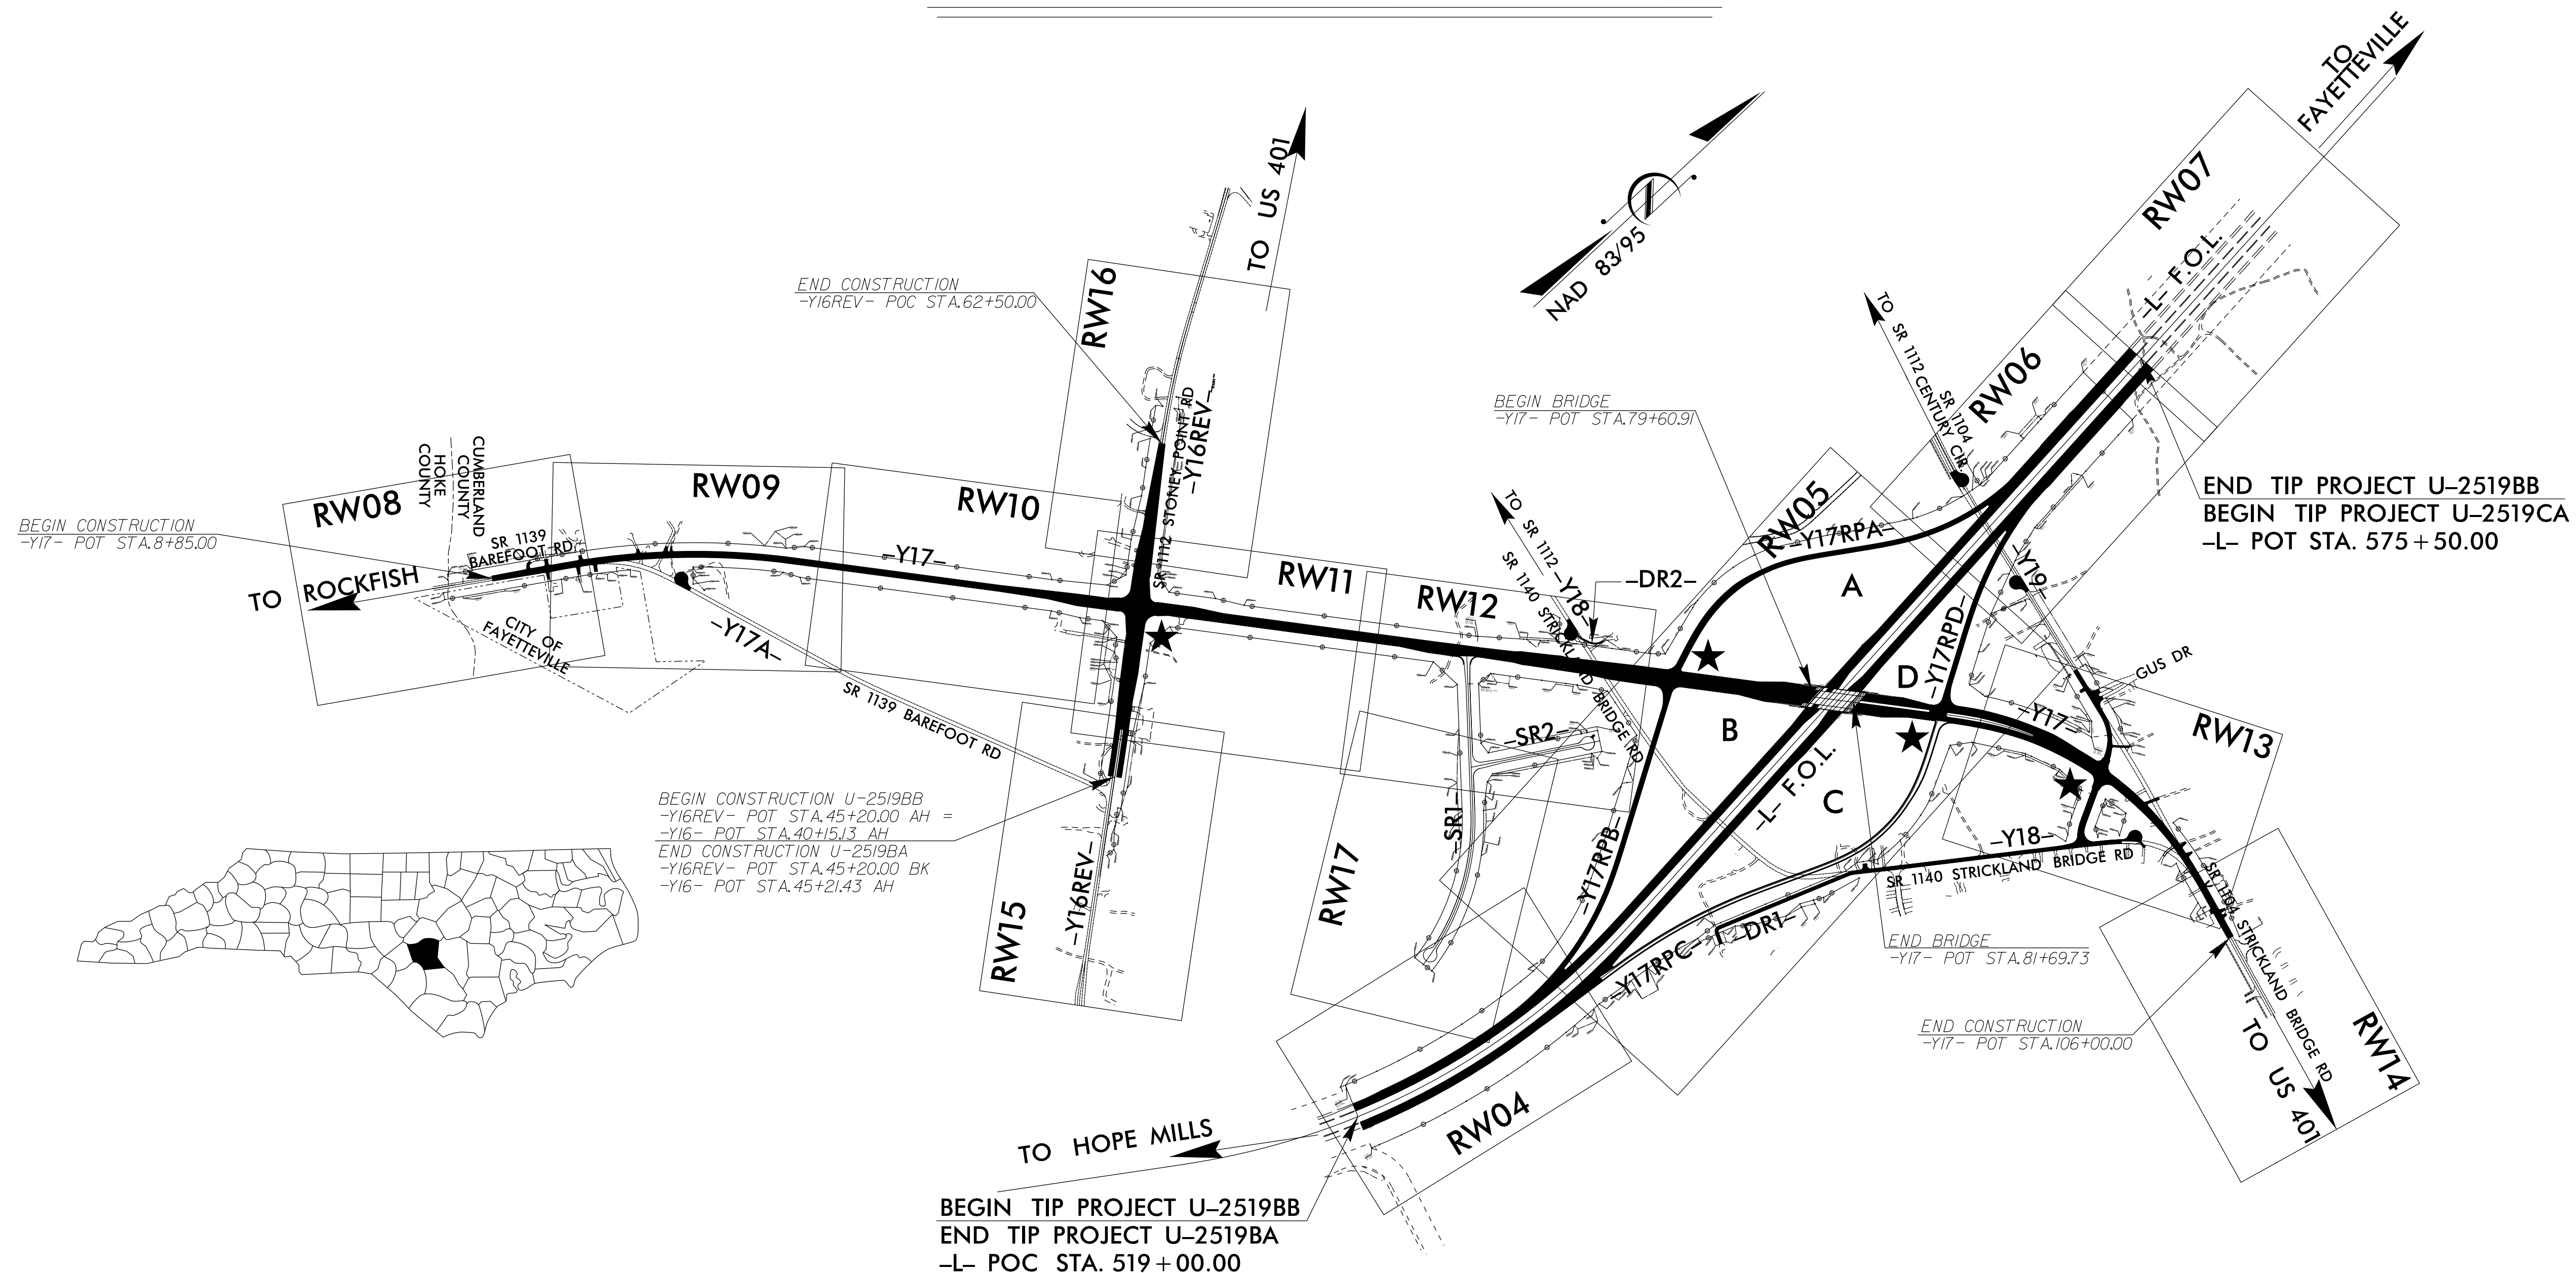 TO
FAYETTEVILLE
RW07
-L- F.O.L.
NAD 83/95
TO US 401
RW16
END CONSTRUCTION
-Y16REV- POC STA.62+50.00
SR 1112 STONEY POINT RD
-Y16REV-
TO SR 1112
SR 1104
CENTURY CIR.
RW06
BEGIN BRIDGE
-Y17- POT STA.79+60.91
END TIP PROJECT U-2519BB
BEGIN TIP PROJECT U-2519CA
-L- POT STA. 575+50.00
CUMBERLAND
COUNTY
HOKE
COUNTY
RW08
RW09
RW10
BEGIN CONSTRUCTION
-Y17- POT STA.8+85.00
SR 1139
BAREFOOT RD
TO ROCKFISH
CITY OF
FAYETTEVILLE
-Y17-
-Y17A-
SR 1139 BAREFOOT RD
RW11
RW12
TO SR 1112
SR 1140 STRICKLAND BRIDGE RD
-Y18-
-DR2-
RW05
-Y17RPA-
A
-Y19-
-Y17RPD-
D
GUS DR
B
-SR2-
-Y17-
RW13
-L- F.O.L.
C
BEGIN CONSTRUCTION U-2519BB
-Y16REV- POT STA.45+20.00 AH =
-Y16- POT STA.40+15.13 AH
END CONSTRUCTION U-2519BA
-Y16REV- POT STA.45+20.00 BK
-Y16- POT STA.45+21.43 AH
-SR1-
-Y17RPB-
-Y18-
SR 1140 STRICKLAND BRIDGE RD
RW17
-Y16REV-
RW15
-Y17RPC-
-DR1-
END BRIDGE
-Y17- POT STA.81+69.73
SR 1104 STRICKLAND BRIDGE RD
END CONSTRUCTION
-Y17- POT STA.106+00.00
TO US 401
RW14
RW04
TO HOPE MILLS
BEGIN TIP PROJECT U-2519BB
END TIP PROJECT U-2519BA
-L- POC STA. 519+00.00